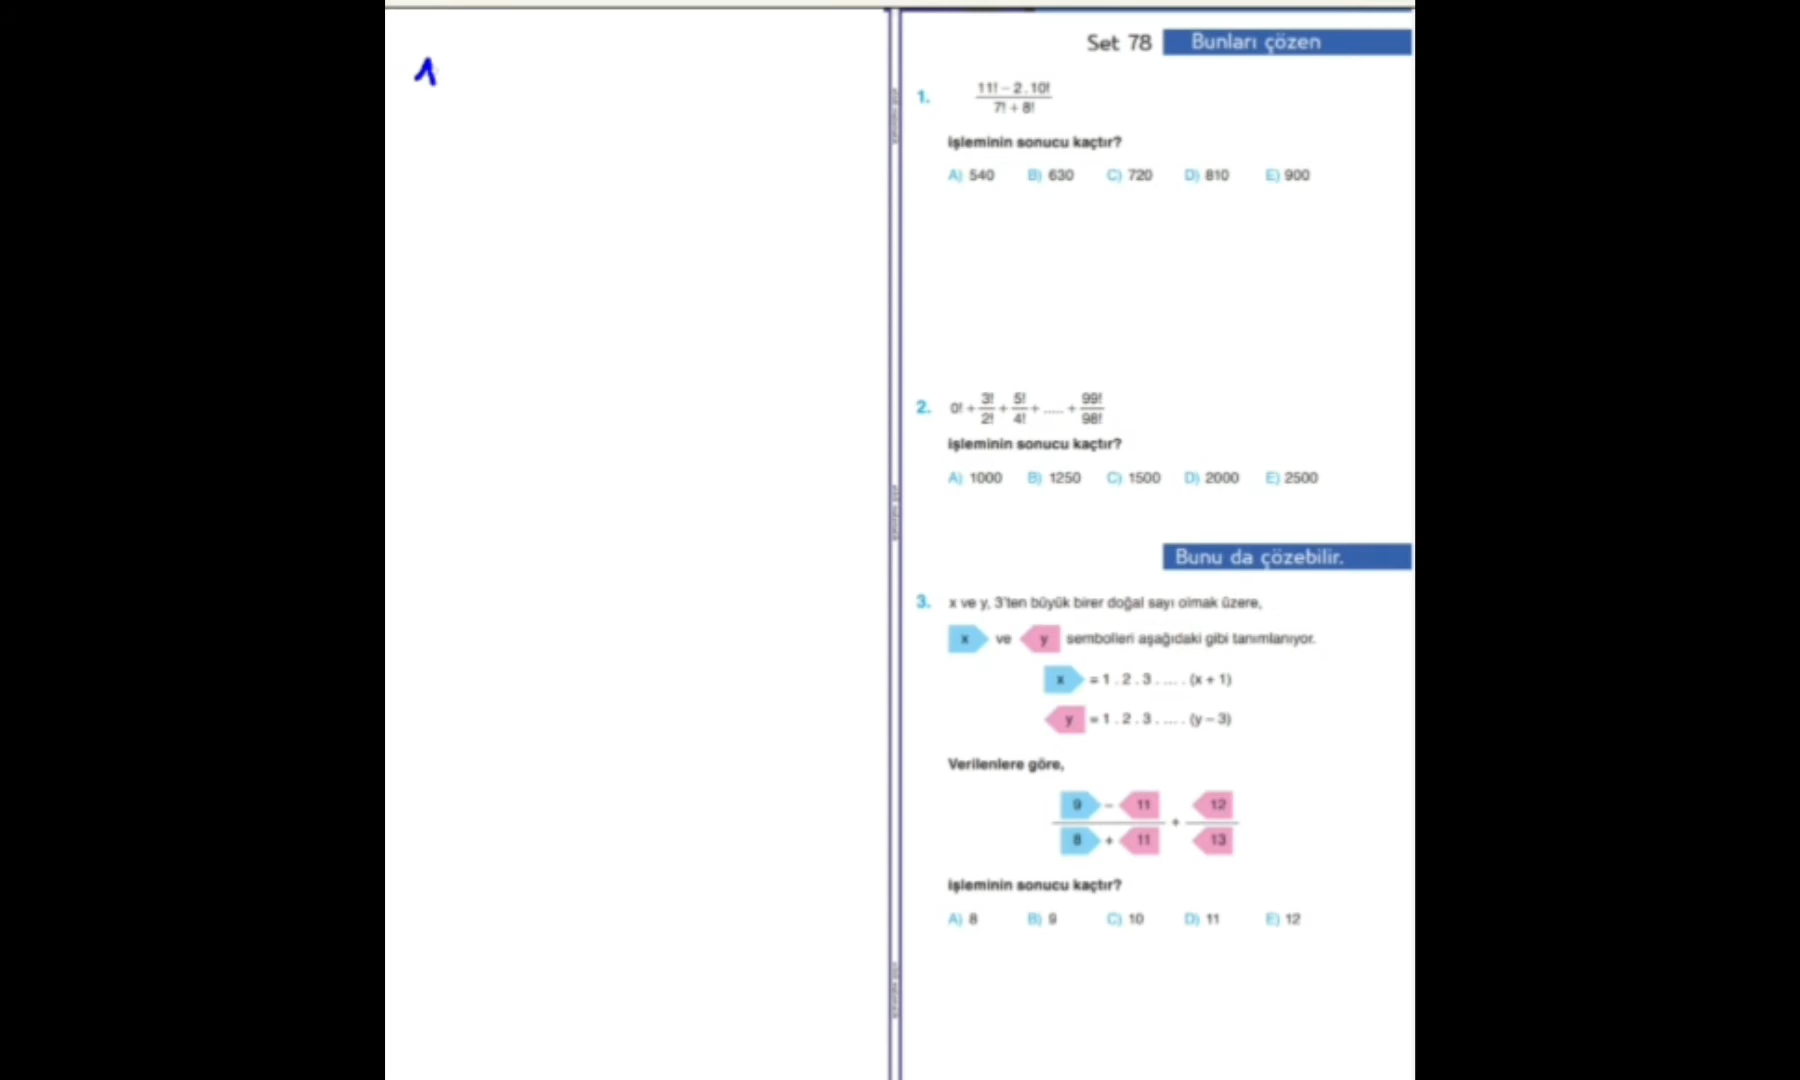 1
Set 78 Bunları çözen
1. 11! – 2 . 10! / 7! + 8!
işleminin sonucu kaçtır?
A) 540 B) 630 C) 720 D) 810 E) 900
2. 0! + 3!/2! + 5!/4! + ..... + 99!/98!
işleminin sonucu kaçtır?
A) 1000 B) 1250 C) 1500 D) 2000 E) 2500
Bunu da çözebilir.
3. x ve y, 3'ten büyük birer doğal sayı olmak üzere,
x ve y sembolleri aşağıdaki gibi tanımlanıyor.
x = 1 . 2 . 3 . ... . (x + 1)
y = 1 . 2 . 3 . ... . (y – 3)
Verilenlere göre,
9 – 11 12
+
8 + 11 13
işleminin sonucu kaçtır?
A) 8 B) 9 C) 10 D) 11 E) 12